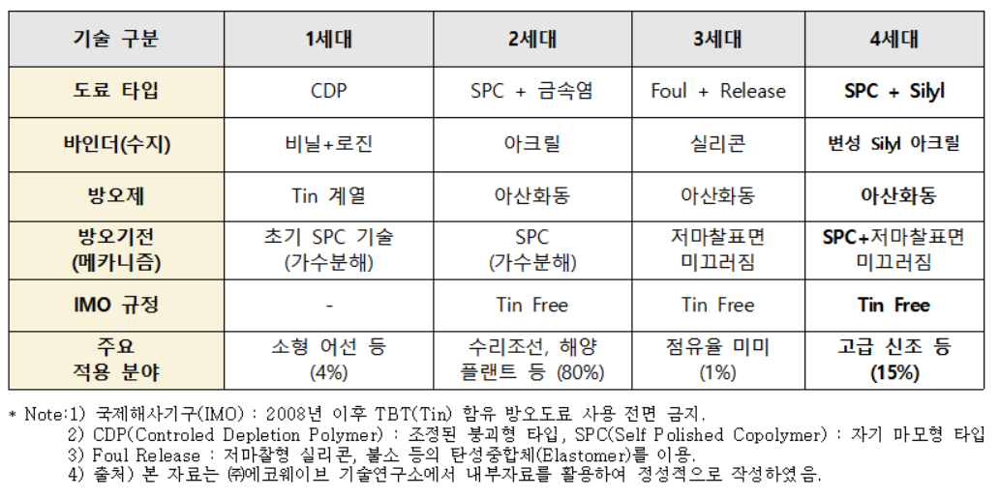 기술 구분 1세대 2세대 3세대 4세대
도료 타입 CDP SPC + 금속염 Foul + Release SPC + Silyl
바인더(수지) 비닐+로진 아크릴 실리콘 변성 Silyl 아크릴
방오제 Tin 계열 아산화동 아산화동 아산화동
방오기전 초기 SPC 기술 SPC 저마찰표면 SPC+저마찰표면
(메카니즘) (가수분해) (가수분해) 미끄러짐 미끄러짐
IMO 규정 - Tin Free Tin Free Tin Free
주요 소형 어선 등 수리조선, 해양 점유율 미미 고급 신조 등
적용 분야 (4%) 플랜트 등 (80%) (1%) (15%)
* Note:1) 국제해사기구(IMO) : 2008년 이후 TBT(Tin) 함유 방오도료 사용 전면 금지.
2) CDP(Controled Depletion Polymer) : 조정된 붕괴형 타입, SPC(Self Polished Copolymer) : 자기 마모형 타입
3) Foul Release : 저마찰형 실리콘, 불소 등의 탄성중합체(Elastomer)를 이용.
4) 출처) 본 자료는 ㈜에코웨이브 기술연구소에서 내부자료를 활용하여 정성적으로 작성하였음.